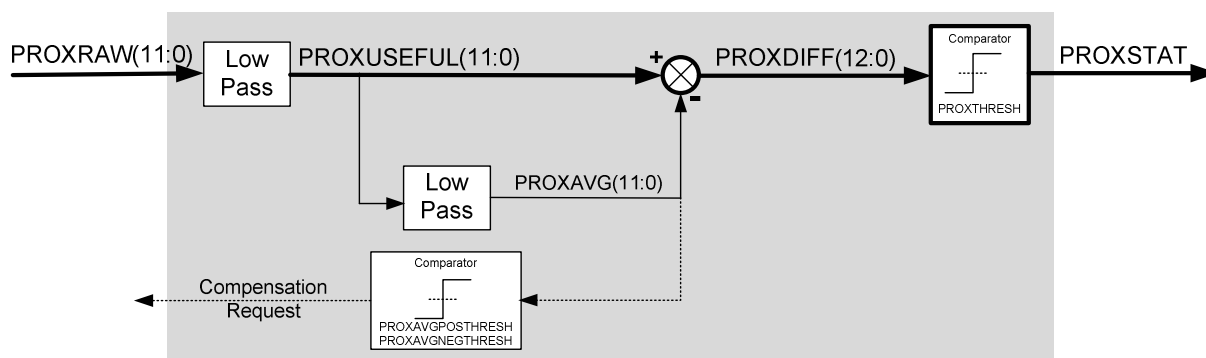 PROXRAW(11:0)
Low
Pass
PROXUSEFUL(11:0)
+
-
PROXDIFF(12:0)
Comparator
PROXTHRESH
PROXSTAT
Low
Pass
PROXAVG(11:0)
Comparator
PROXAVGPOSTHRESH
PROXAVGNEGTHRESH
Compensation
Request